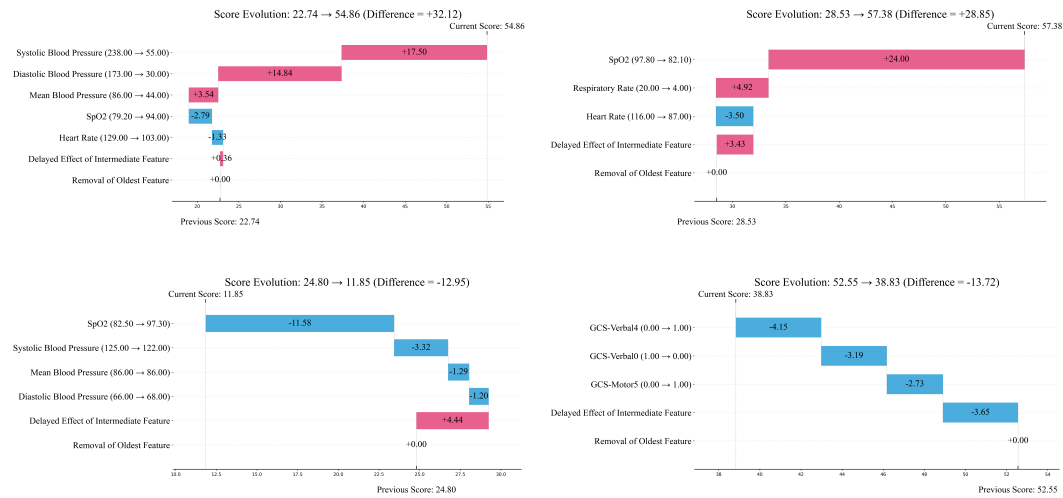 Score Evolution: 22.74 → 54.86 (Difference = +32.12)
Current Score: 54.86
Systolic Blood Pressure (238.00 → 55.00)
+17.50
Diastolic Blood Pressure (173.00 → 30.00)
+14.84
Mean Blood Pressure (86.00 → 44.00)
+3.54
SpO2 (79.20 → 94.00)
-2.79
Heart Rate (129.00 → 103.00)
-1.33
Delayed Effect of Intermediate Feature
+0.36
Removal of Oldest Feature
+0.00
20 25 30 35 40 45 50 55
Previous Score: 22.74
Score Evolution: 28.53 → 57.38 (Difference = +28.85)
Current Score: 57.38
SpO2 (97.80 → 82.10)
+24.00
Respiratory Rate (20.00 → 4.00)
+4.92
Heart Rate (116.00 → 87.00)
-3.50
Delayed Effect of Intermediate Feature
+3.43
Removal of Oldest Feature
+0.00
30 35 40 45 50 55
Previous Score: 28.53
Score Evolution: 24.80 → 11.85 (Difference = -12.95)
Current Score: 11.85
SpO2 (82.50 → 97.30)
-11.58
Systolic Blood Pressure (125.00 → 122.00)
-3.32
Mean Blood Pressure (86.00 → 86.00)
-1.29
Diastolic Blood Pressure (66.00 → 68.00)
-1.20
Delayed Effect of Intermediate Feature
+4.44
Removal of Oldest Feature
+0.00
10.0 12.5 15.0 17.5 20.0 22.5 25.0 27.5 30.0
Previous Score: 24.80
Score Evolution: 52.55 → 38.83 (Difference = -13.72)
Current Score: 38.83
GCS-Verbal4 (0.00 → 1.00)
-4.15
GCS-Verbal0 (1.00 → 0.00)
-3.19
GCS-Motor5 (0.00 → 1.00)
-2.73
Delayed Effect of Intermediate Feature
-3.65
Removal of Oldest Feature
+0.00
38 40 42 44 46 48 50 52 54
Previous Score: 52.55